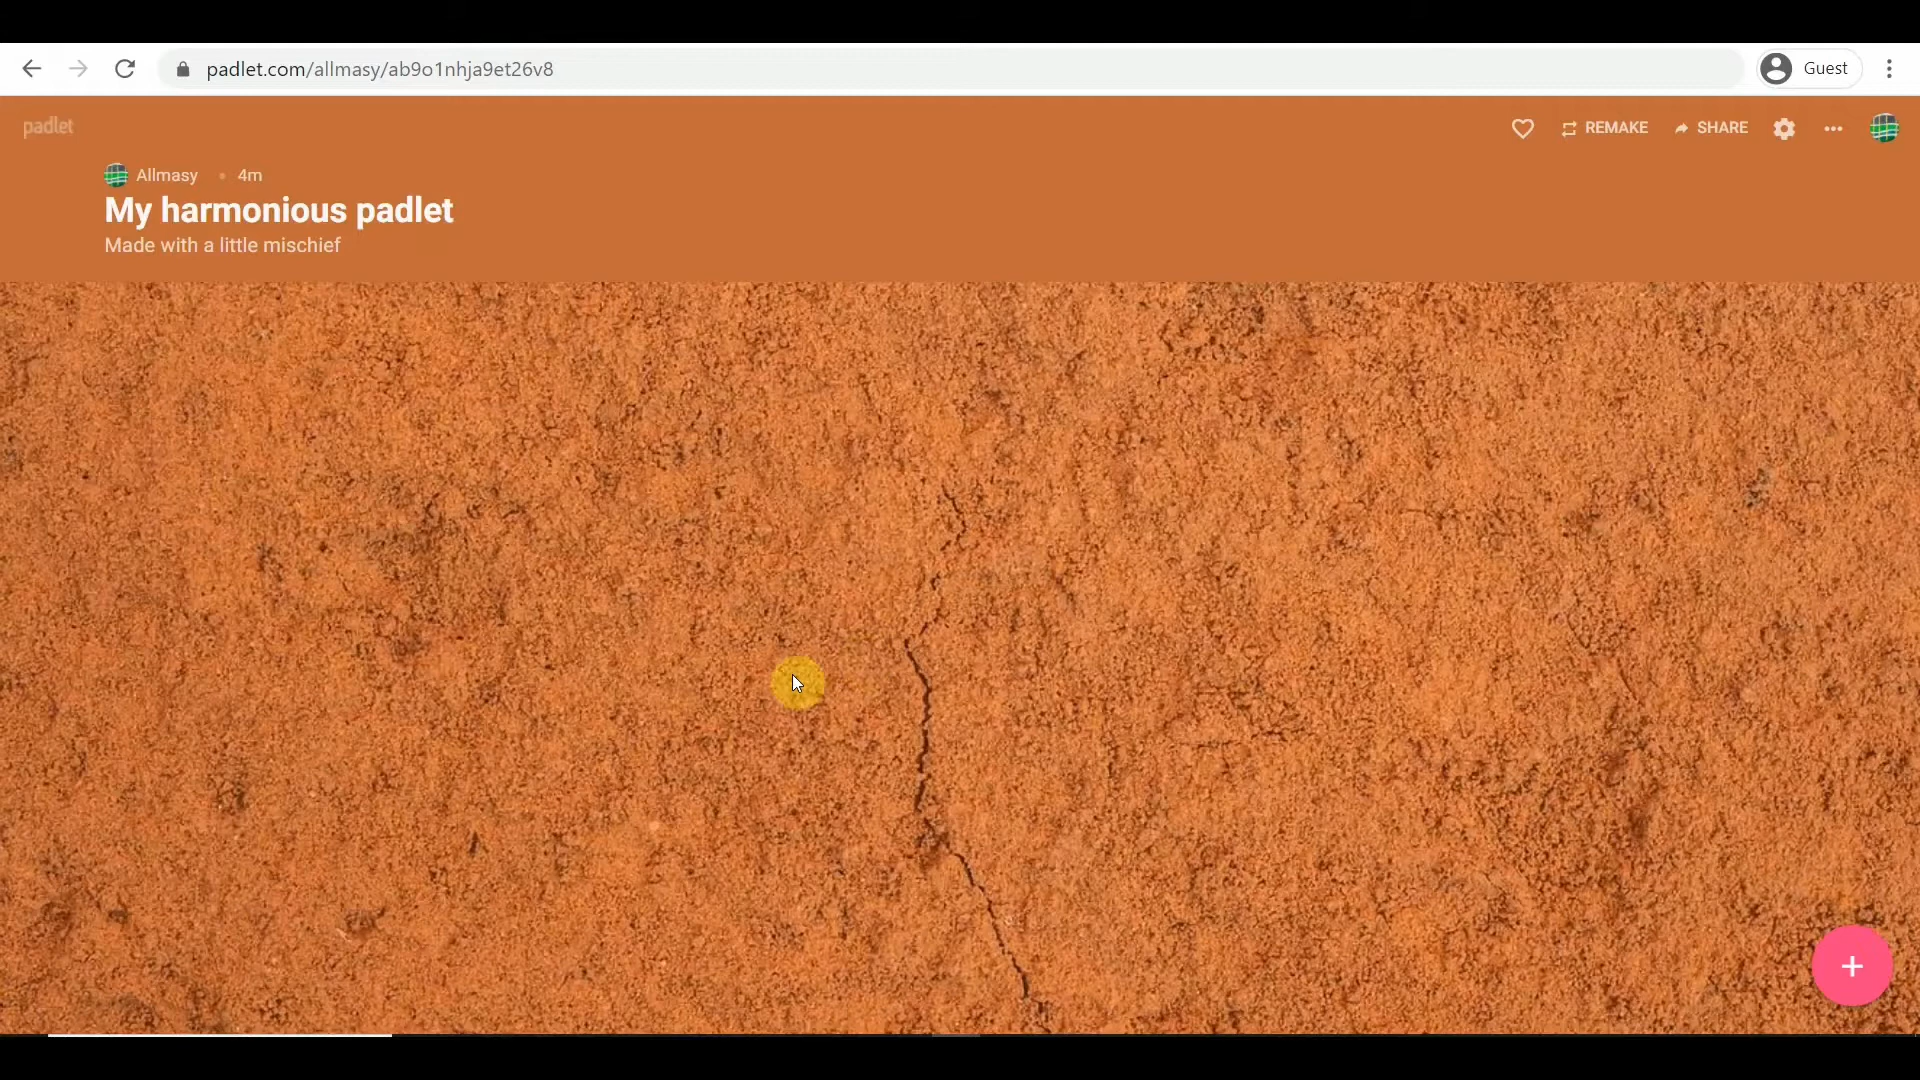 padlet.com/allmasy/ab9o1nhja9et26v8
Guest
padlet
REMAKE
SHARE
Allmasy • 4m
My harmonious padlet
Made with a little mischief